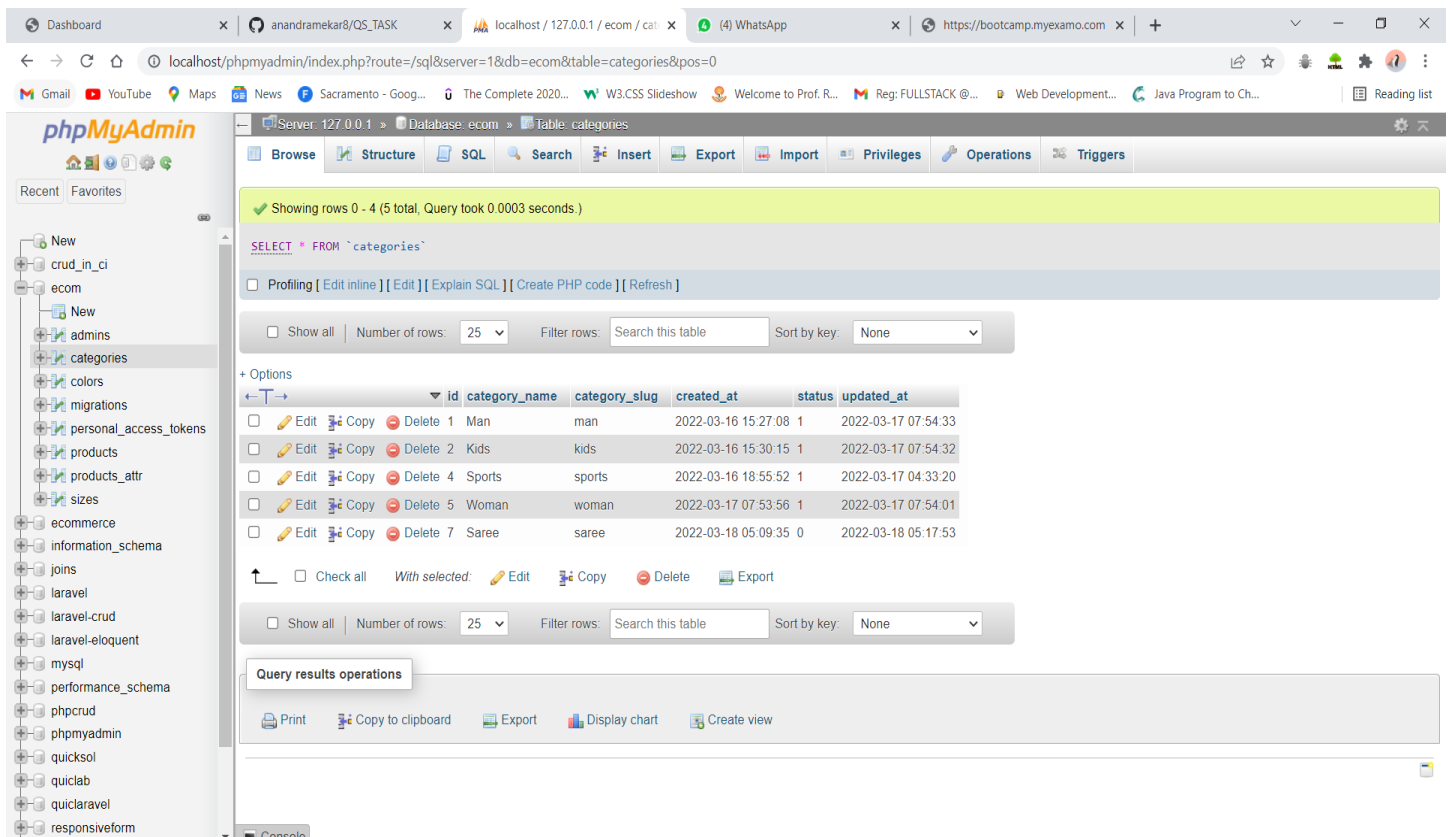 Dashboard
anandramekar8/QS_TASK
localhost / 127.0.0.1 / ecom / cat
(4) WhatsApp
https://bootcamp.myexamo.com
localhost/phpmyadmin/index.php?route=/sql&server=1&db=ecom&table=categories&pos=0
Gmail YouTube Maps News Sacramento - Goog... The Complete 2020... W3.CSS Slideshow Welcome to Prof. R... Reg: FULLSTACK @... Web Development... Java Program to Ch... Reading list
phpMyAdmin
Recent Favorites
New
crud_in_ci
ecom
New
admins
categories
colors
migrations
personal_access_tokens
products
products_attr
sizes
ecommerce
information_schema
joins
laravel
laravel-crud
laravel-eloquent
mysql
performance_schema
phpcrud
phpmyadmin
quicksol
quiclab
quiclaravel
responsiveform
Server: 127.0.0.1 » Database: ecom » Table: categories
Browse Structure SQL Search Insert Export Import Privileges Operations Triggers
Showing rows 0 - 4 (5 total, Query took 0.0003 seconds.)
SELECT * FROM `categories`
Profiling [ Edit inline ] [ Edit ] [ Explain SQL ] [ Create PHP code ] [ Refresh ]
Show all | Number of rows: 25 Filter rows: Search this table Sort by key: None
+ Options
←T→ id category_name category_slug created_at status updated_at
Edit Copy Delete 1 Man man 2022-03-16 15:27:08 1 2022-03-17 07:54:33
Edit Copy Delete 2 Kids kids 2022-03-16 15:30:15 1 2022-03-17 07:54:32
Edit Copy Delete 4 Sports sports 2022-03-16 18:55:52 1 2022-03-17 04:33:20
Edit Copy Delete 5 Woman woman 2022-03-17 07:53:56 1 2022-03-17 07:54:01
Edit Copy Delete 7 Saree saree 2022-03-18 05:09:35 0 2022-03-18 05:17:53
Check all With selected: Edit Copy Delete Export
Show all | Number of rows: 25 Filter rows: Search this table Sort by key: None
Query results operations
Print Copy to clipboard Export Display chart Create view
Console